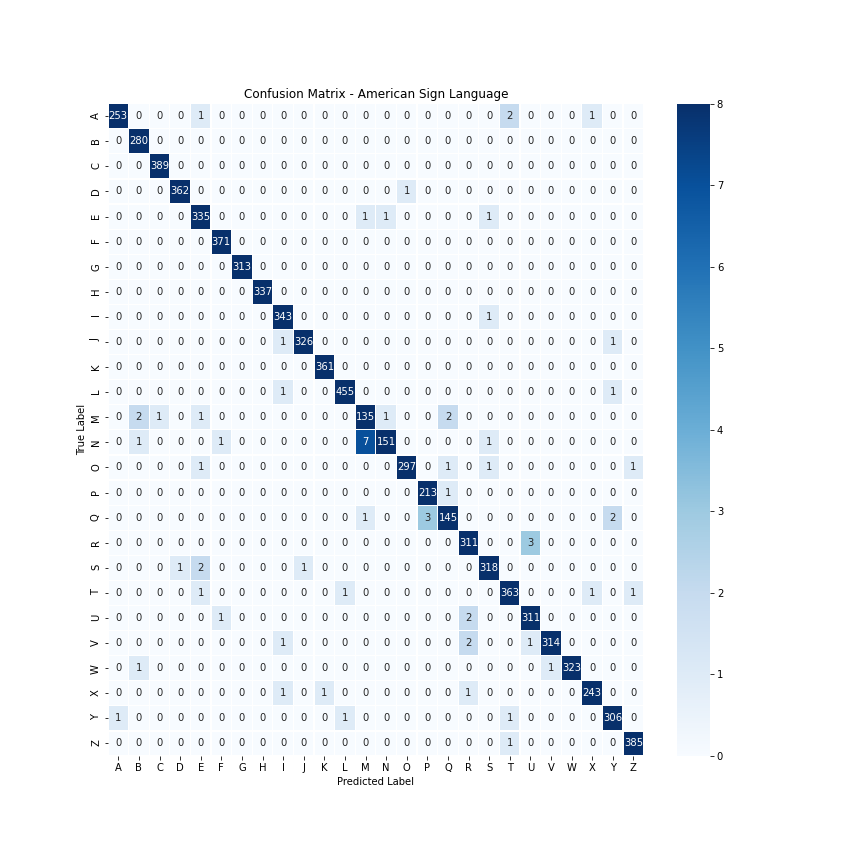 Confusion Matrix - American Sign Language
A 253 0 0 0 1 0 0 0 0 0 0 0 0 0 0 0 0 0 0 2 0 0 0 1 0 0
B 0 280 0 0 0 0 0 0 0 0 0 0 0 0 0 0 0 0 0 0 0 0 0 0 0 0
C 0 0 389 0 0 0 0 0 0 0 0 0 0 0 0 0 0 0 0 0 0 0 0 0 0 0
D 0 0 0 362 0 0 0 0 0 0 0 0 0 0 1 0 0 0 0 0 0 0 0 0 0 0
E 0 0 0 0 335 0 0 0 0 0 0 0 1 1 0 0 0 0 1 0 0 0 0 0 0 0
F 0 0 0 0 0 371 0 0 0 0 0 0 0 0 0 0 0 0 0 0 0 0 0 0 0 0
G 0 0 0 0 0 0 313 0 0 0 0 0 0 0 0 0 0 0 0 0 0 0 0 0 0 0
H 0 0 0 0 0 0 0 337 0 0 0 0 0 0 0 0 0 0 0 0 0 0 0 0 0 0
I 0 0 0 0 0 0 0 0 343 0 0 0 0 0 0 0 0 0 1 0 0 0 0 0 0 0
J 0 0 0 0 0 0 0 0 1 326 0 0 0 0 0 0 0 0 0 0 0 0 0 0 1 0
K 0 0 0 0 0 0 0 0 0 0 361 0 0 0 0 0 0 0 0 0 0 0 0 0 0 0
L 0 0 0 0 0 0 0 0 1 0 0 455 0 0 0 0 0 0 0 0 0 0 0 0 1 0
M 0 2 1 0 1 0 0 0 0 0 0 0 135 1 0 0 2 0 0 0 0 0 0 0 0 0
N 0 1 0 0 0 1 0 0 0 0 0 0 7 151 0 0 0 0 1 0 0 0 0 0 0 0
O 0 0 0 0 1 0 0 0 0 0 0 0 0 0 297 0 1 0 1 0 0 0 0 0 0 1
P 0 0 0 0 0 0 0 0 0 0 0 0 0 0 0 213 1 0 0 0 0 0 0 0 0 0
Q 0 0 0 0 0 0 0 0 0 0 0 0 1 0 0 3 145 0 0 0 0 0 0 0 2 0
R 0 0 0 0 0 0 0 0 0 0 0 0 0 0 0 0 0 311 0 0 3 0 0 0 0 0
S 0 0 0 1 2 0 0 0 0 1 0 0 0 0 0 0 0 0 318 0 0 0 0 0 0 0
T 0 0 0 0 1 0 0 0 0 0 0 1 0 0 0 0 0 0 0 363 0 0 0 1 0 1
U 0 0 0 0 0 1 0 0 0 0 0 0 0 0 0 0 0 2 0 0 311 0 0 0 0 0
V 0 0 0 0 0 0 0 0 1 0 0 0 0 0 0 0 0 2 0 0 1 314 0 0 0 0
W 0 1 0 0 0 0 0 0 0 0 0 0 0 0 0 0 0 0 0 0 0 1 323 0 0 0
X 0 0 0 0 0 0 0 0 1 0 1 0 0 0 0 0 0 1 0 0 0 0 0 243 0 0
Y 1 0 0 0 0 0 0 0 0 0 0 1 0 0 0 0 0 0 0 1 0 0 0 0 306 0
Z 0 0 0 0 0 0 0 0 0 0 0 0 0 0 0 0 0 0 0 1 0 0 0 0 0 385
A B C D E F G H I J K L M N O P Q R S T U V W X Y Z
Predicted Label
True Label
8
7
6
5
4
3
2
1
0